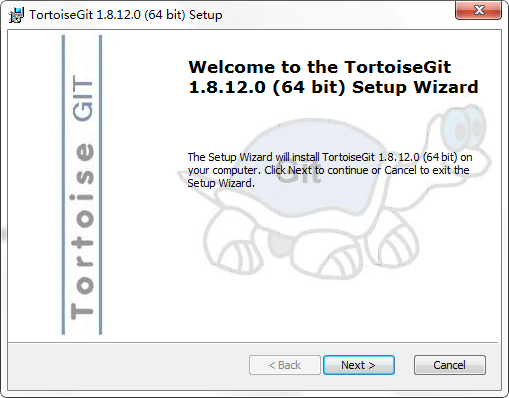 TortoiseGit 1.8.12.0 (64 bit) Setup
Tortoise GIT
Welcome to the TortoiseGit
1.8.12.0 (64 bit) Setup Wizard
Git
The Setup Wizard will install TortoiseGit 1.8.12.0 (64 bit) on
your computer. Click Next to continue or Cancel to exit the
Setup Wizard.
< Back
Next >
Cancel